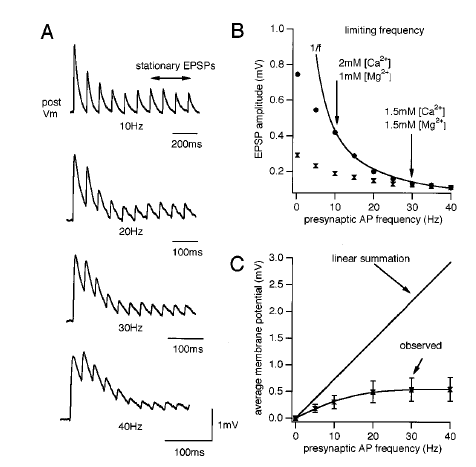 A
stationary EPSPs
post
Vm
10Hz
200ms
20Hz
100ms
30Hz
100ms
40Hz
1mV
100ms
B
limiting frequency
1/f
2mM [Ca2+]
1mM [Mg2+]
1.5mM [Ca2+]
1.5mM [Mg2+]
EPSP amplitude (mV)
1.0
0.8
0.6
0.4
0.2
0 10 20 30 40
presynaptic AP frequency (Hz)
C
linear summation
observed
average membrane potential (mV)
3.0
2.5
2.0
1.5
1.0
0.5
0.0
0 10 20 30 40
presynaptic AP frequency (Hz)